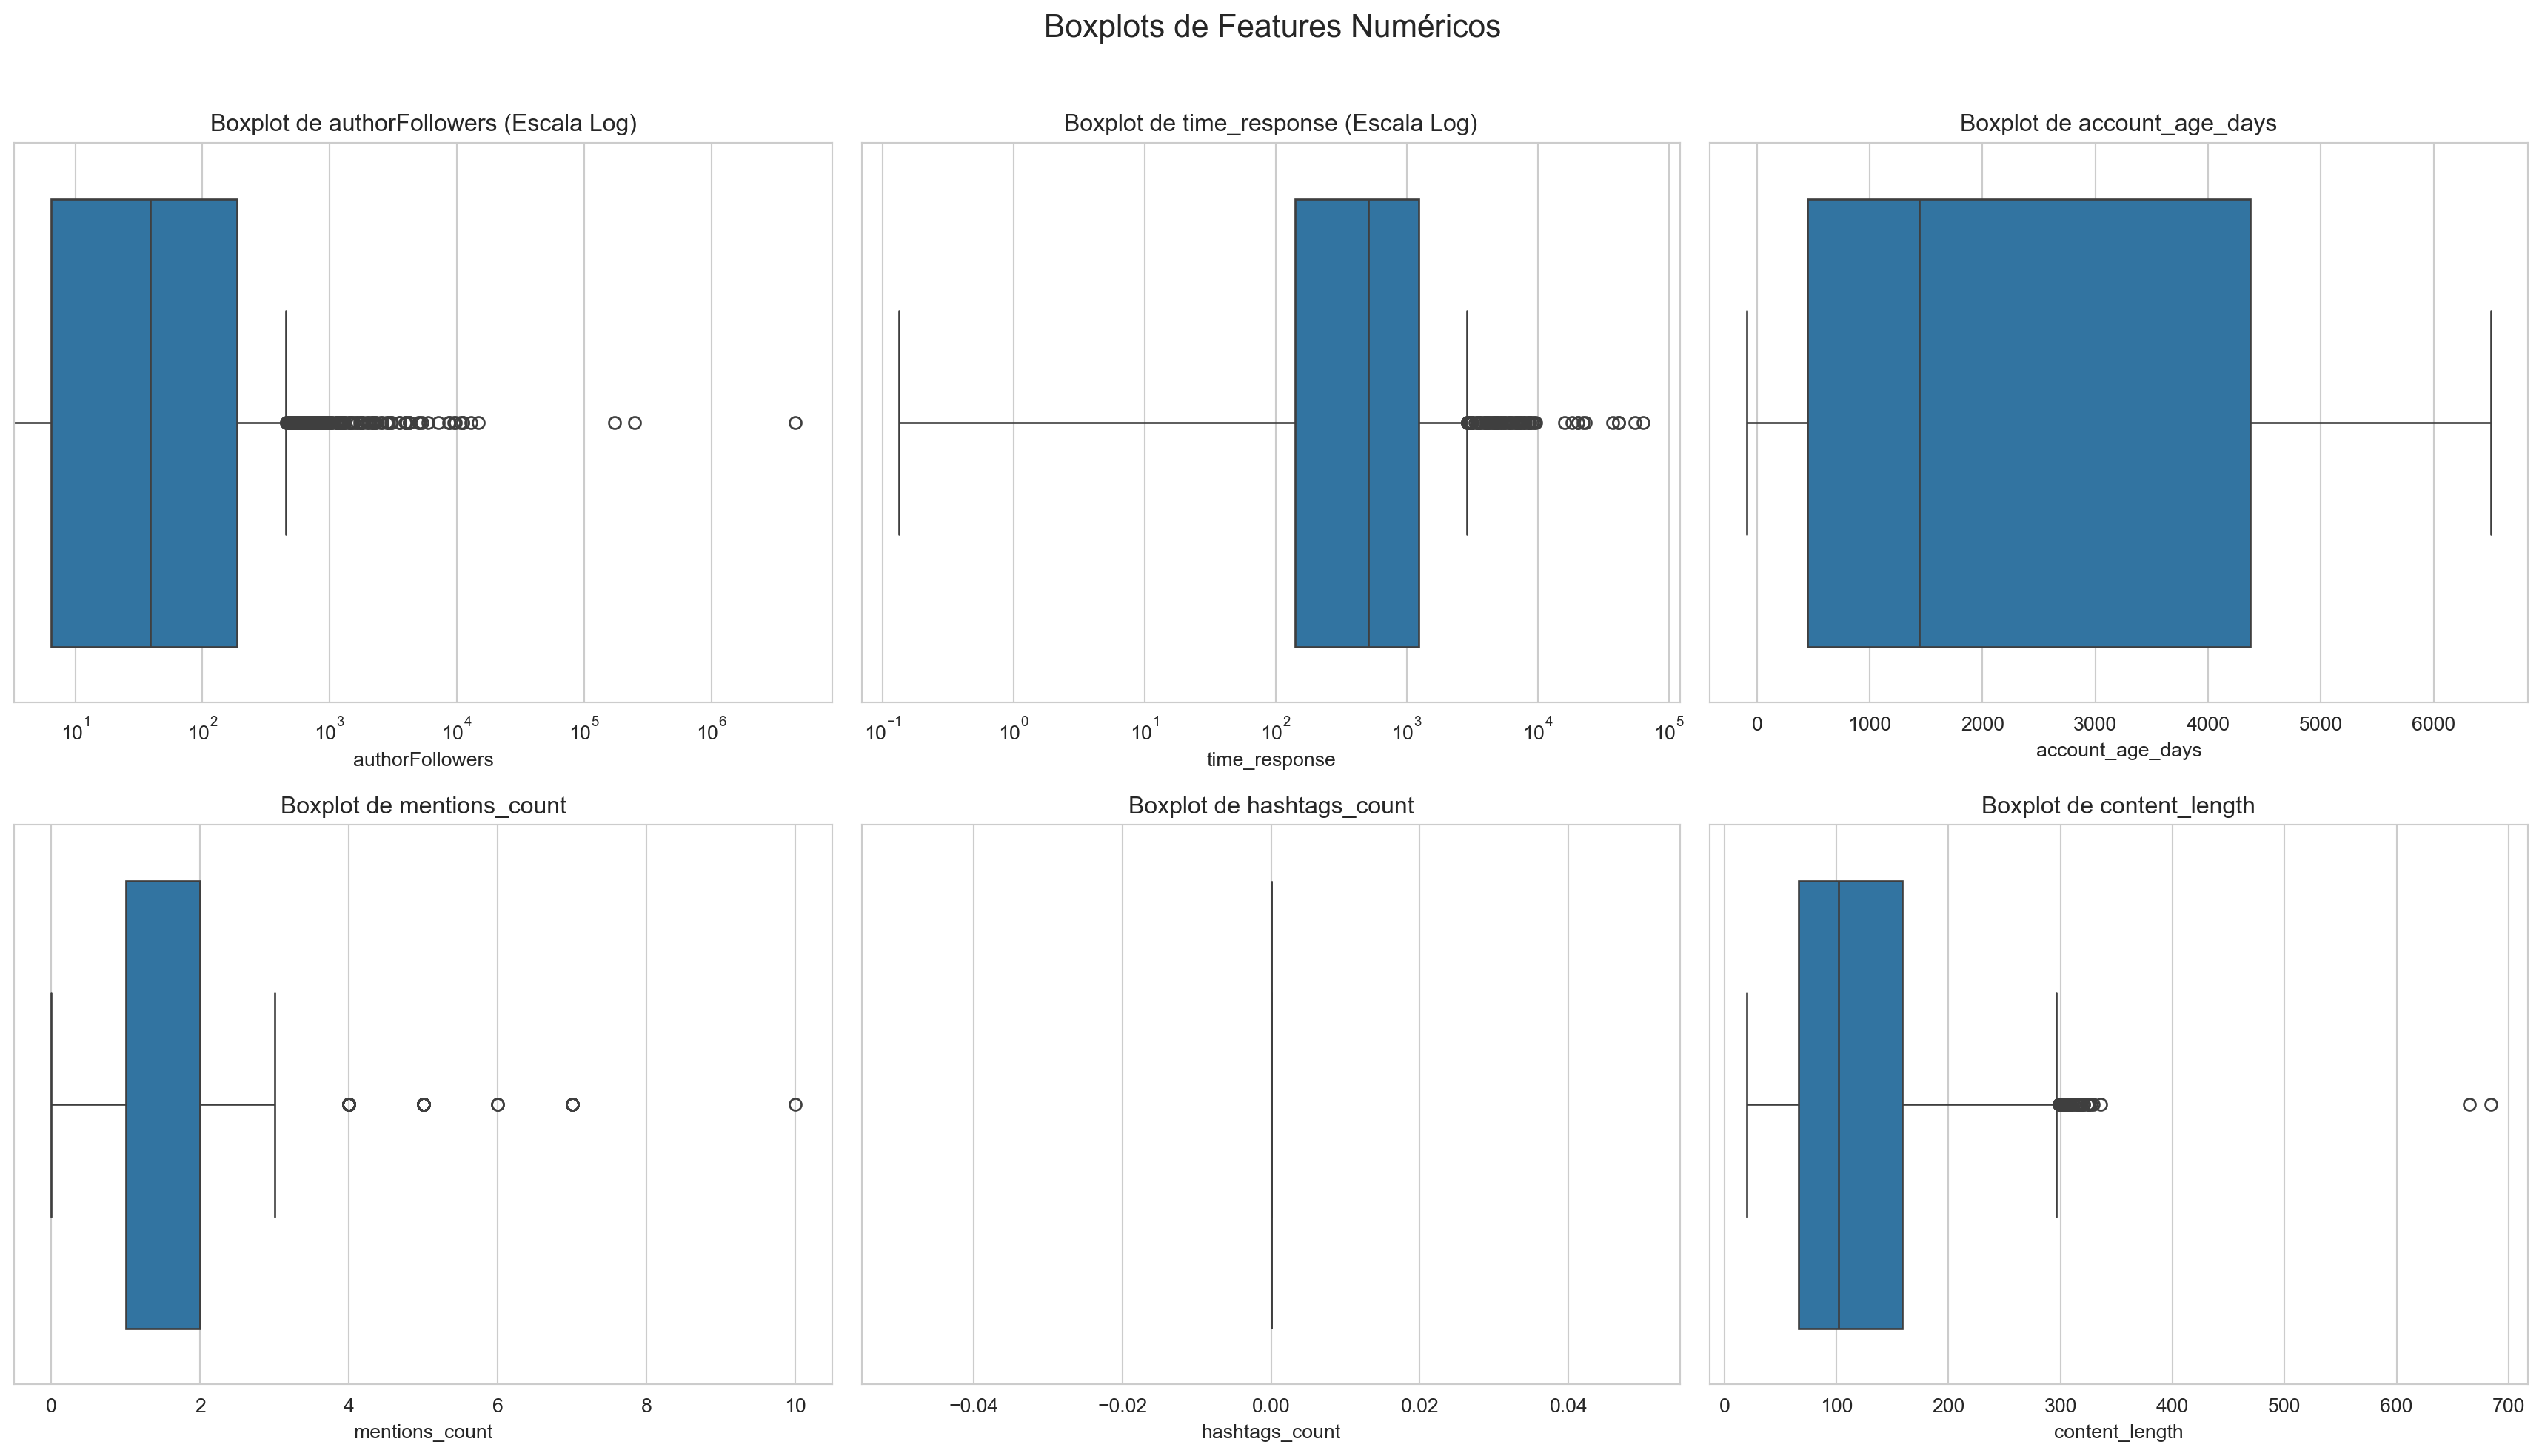 Boxplots de Features Numéricos
Boxplot de authorFollowers (Escala Log)
10¹ 10² 10³ 10⁴ 10⁵ 10⁶
authorFollowers
Boxplot de time_response (Escala Log)
10⁻¹ 10⁰ 10¹ 10² 10³ 10⁴ 10⁵
time_response
Boxplot de account_age_days
0 1000 2000 3000 4000 5000 6000
account_age_days
Boxplot de mentions_count
0 2 4 6 8 10
mentions_count
Boxplot de hashtags_count
−0.04 −0.02 0.00 0.02 0.04
hashtags_count
Boxplot de content_length
0 100 200 300 400 500 600 700
content_length